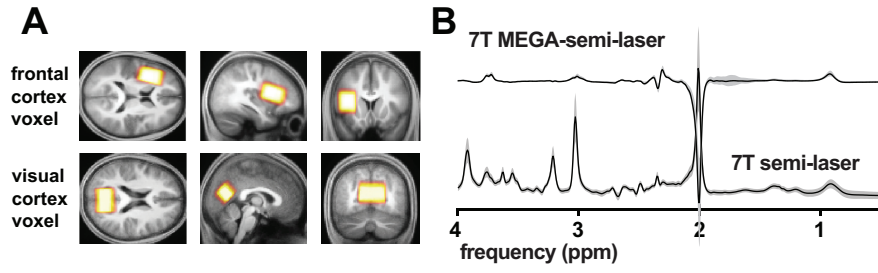 A
frontal
cortex
voxel
visual
cortex
voxel
B
7T MEGA-semi-laser
7T semi-laser
4 3 2 1
frequency (ppm)